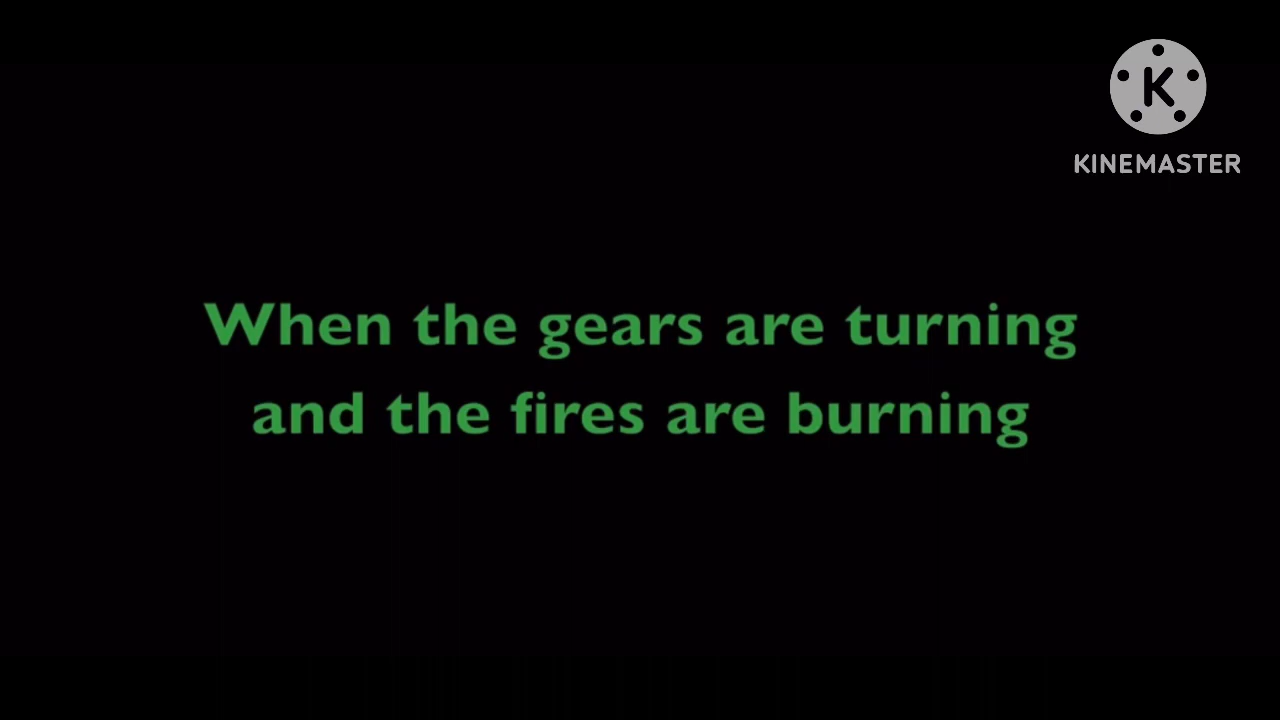 K
KINEMASTER
When the gears are turning
and the fires are burning